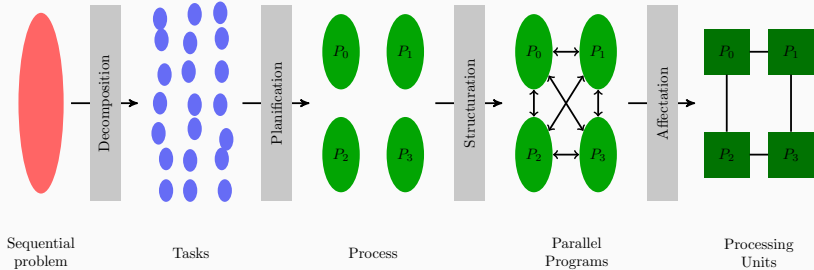 Decomposition
Planification
Structuration
Affectation
P0 P1
P2 P3
P0 P1
P2 P3
P0 P1
P2 P3
Sequential
problem
Tasks
Process
Parallel
Programs
Processing
Units